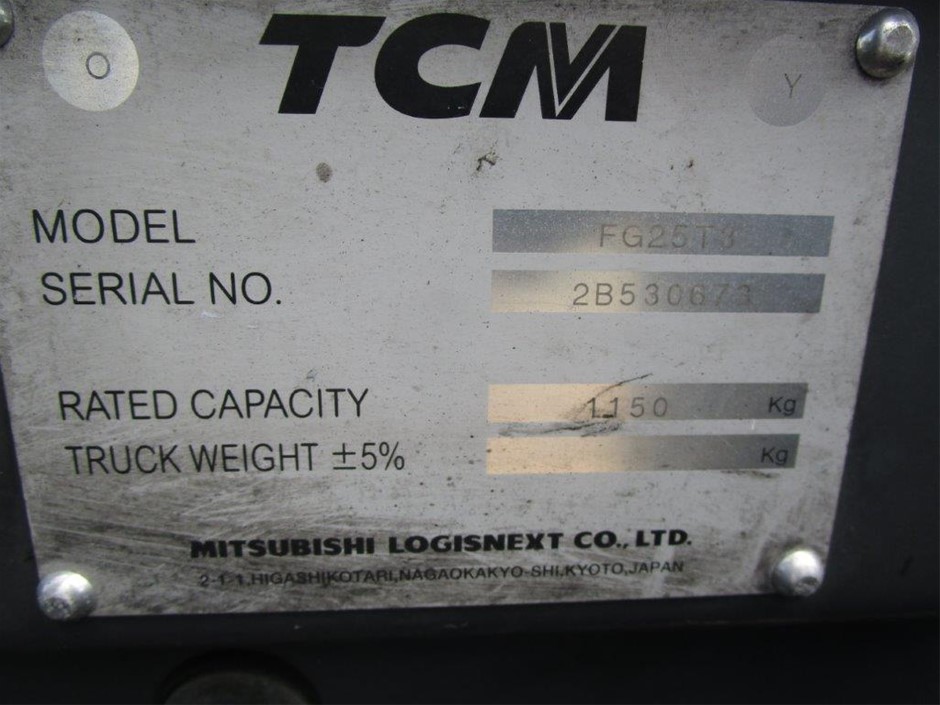 TCM
O
Y
MODEL FG25T3
SERIAL NO. 2B530673
RATED CAPACITY 1150 Kg
TRUCK WEIGHT ±5% Kg
MITSUBISHI LOGISNEXT CO., LTD.
2-1-1,HIGASHIKOTARI,NAGAOKAKYO-SHI,KYOTO,JAPAN